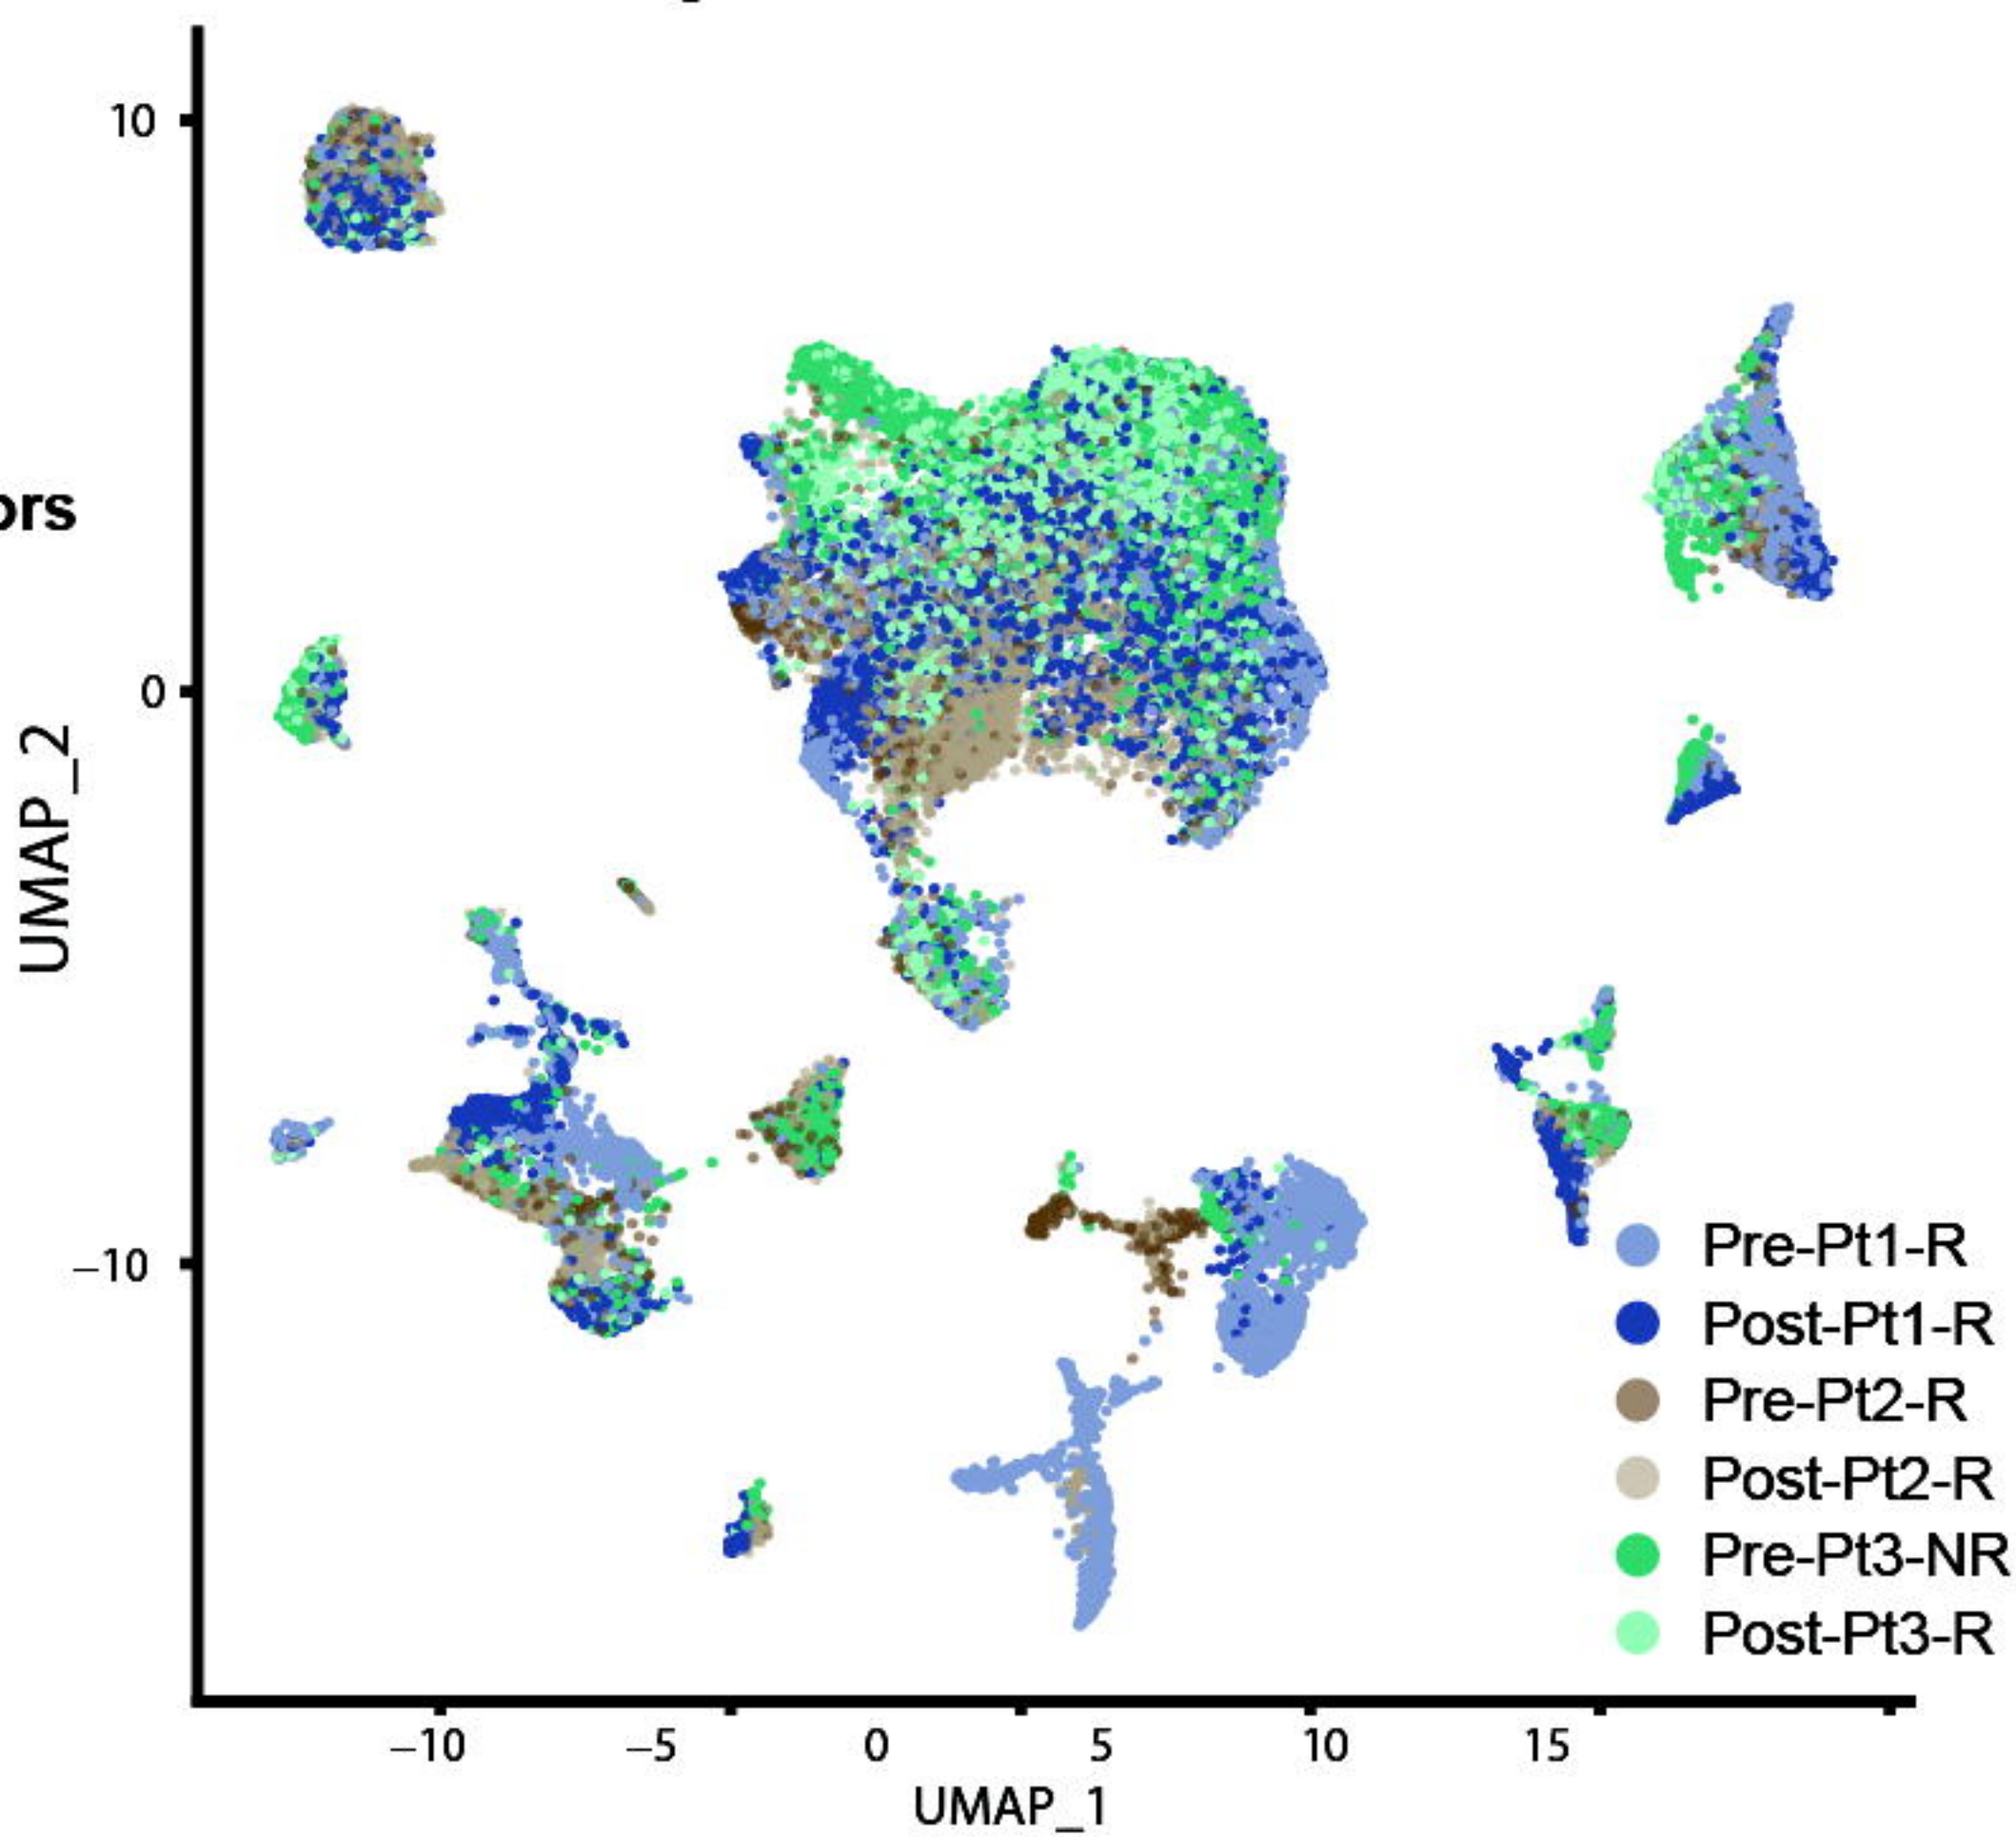 10
ors
0
UMAP_2
–10
Pre-Pt1-R
Post-Pt1-R
Pre-Pt2-R
Post-Pt2-R
Pre-Pt3-NR
Post-Pt3-R
–10 –5 0 5 10 15
UMAP_1